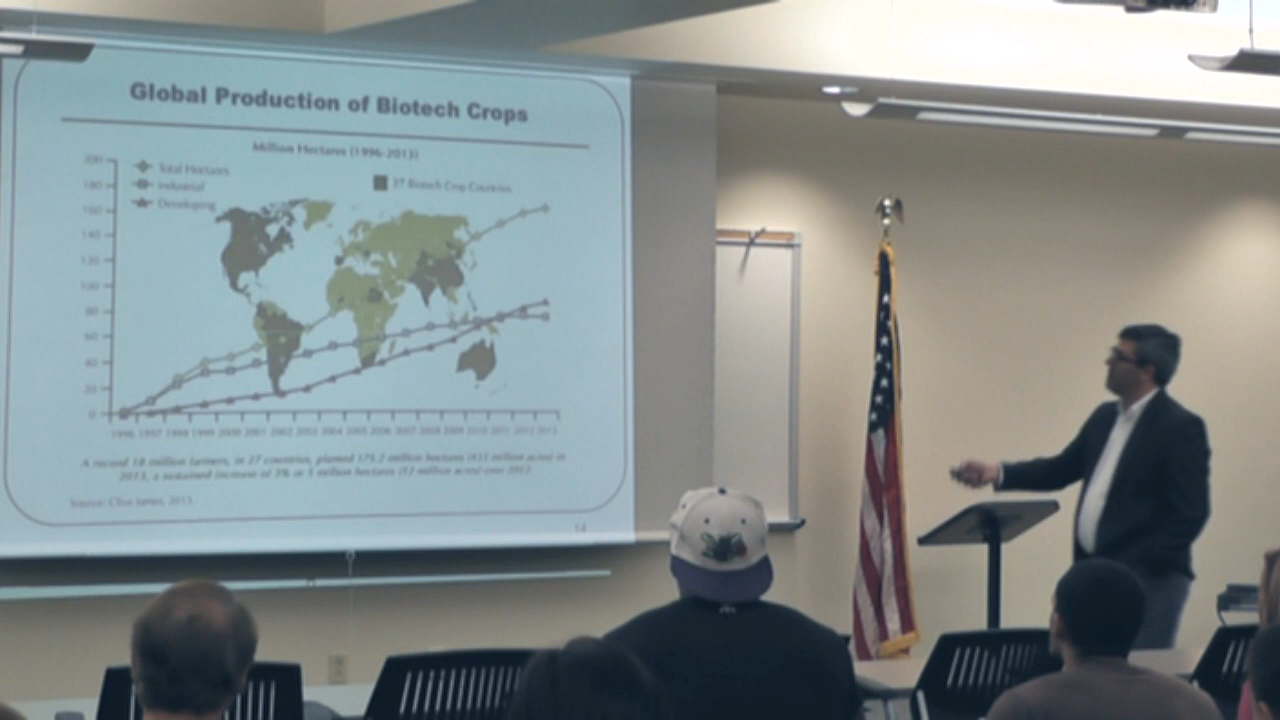 Global Production of Biotech Crops
Million Hectares (1996-2013)
200
180
160
140
120
100
80
60
40
20
0
Total Hectares
Industrial
Developing
27 Biotech Crop Countries
1996 1997 1998 1999 2000 2001 2002 2003 2004 2005 2006 2007 2008 2009 2010 2011 2012 2013
A record 18 million farmers, in 27 countries, planted 175.2 million hectares (433 million acres) in
2013, a sustained increase of 3% or 5 million hectares (12 million acres) over 2012.
Source: Clive James, 2013.
14